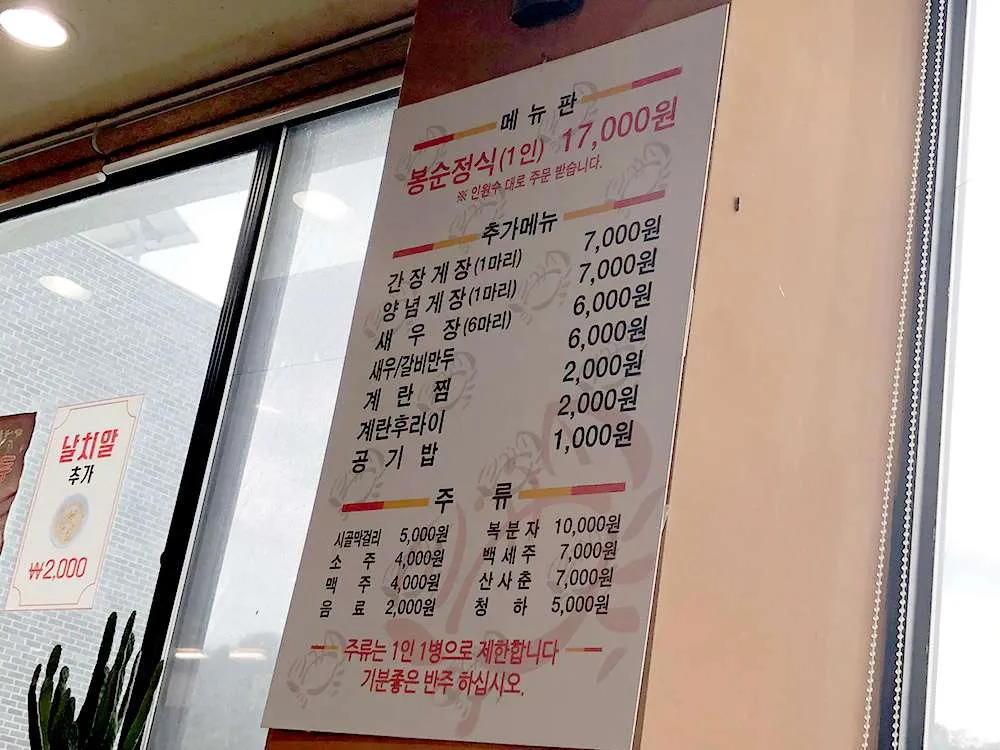 메뉴판
봉순정식(1인) 17,000원
※ 인원수 대로 주문 받습니다.
추가메뉴
간장게장(1마리) 7,000원
양념게장(1마리) 7,000원
새우장(6마리) 6,000원
새우/갈비만두 6,000원
계란찜 2,000원
계란후라이 2,000원
공기밥 1,000원
주류
시골막걸리 5,000원 복분자 10,000원
소주 4,000원 백세주 7,000원
맥주 4,000원 산사춘 7,000원
음료 2,000원 청하 5,000원
주류는 1인 1병으로 제한합니다
기분좋은 반주 하십시오.
날치알
추가
₩2,000